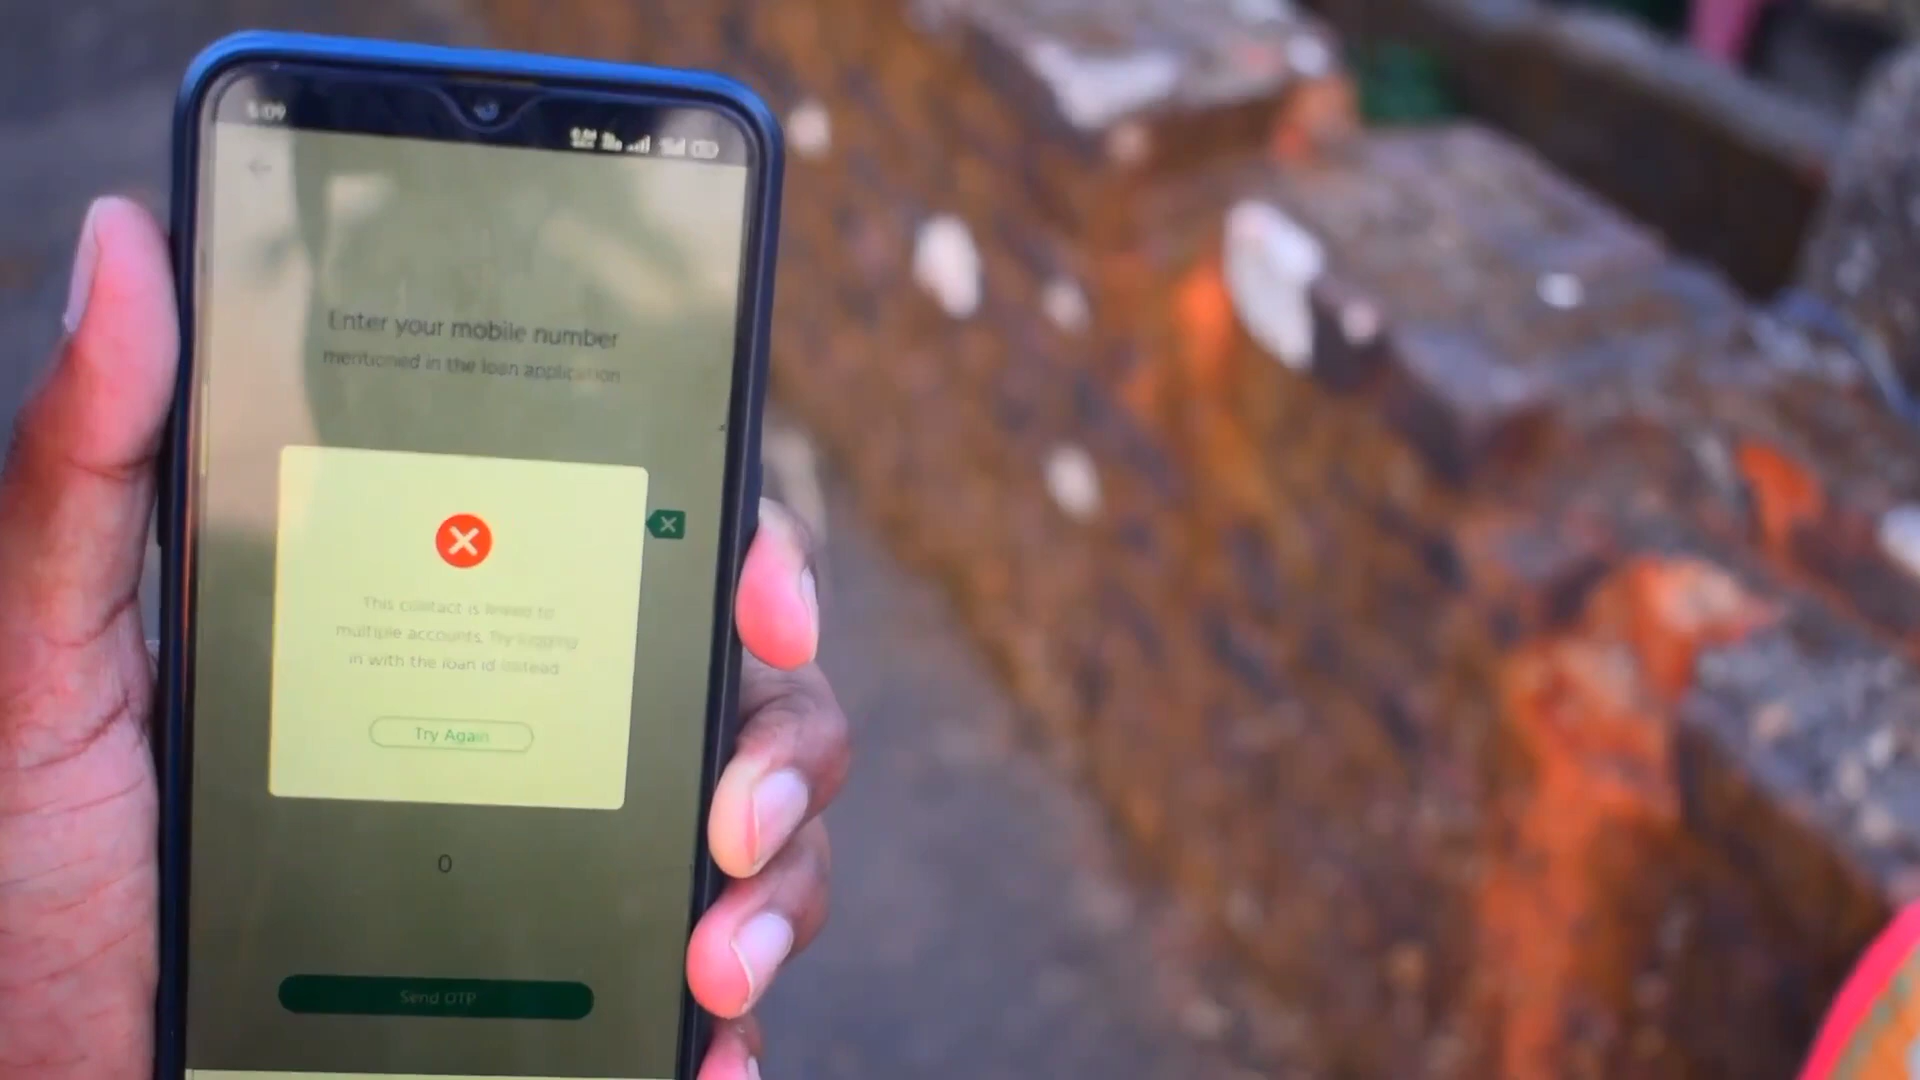 Enter your mobile number
mentioned in the loan application
This contact is linked to
multiple accounts. Try logging
in with the loan id instead
Try Again
0
Send OTP